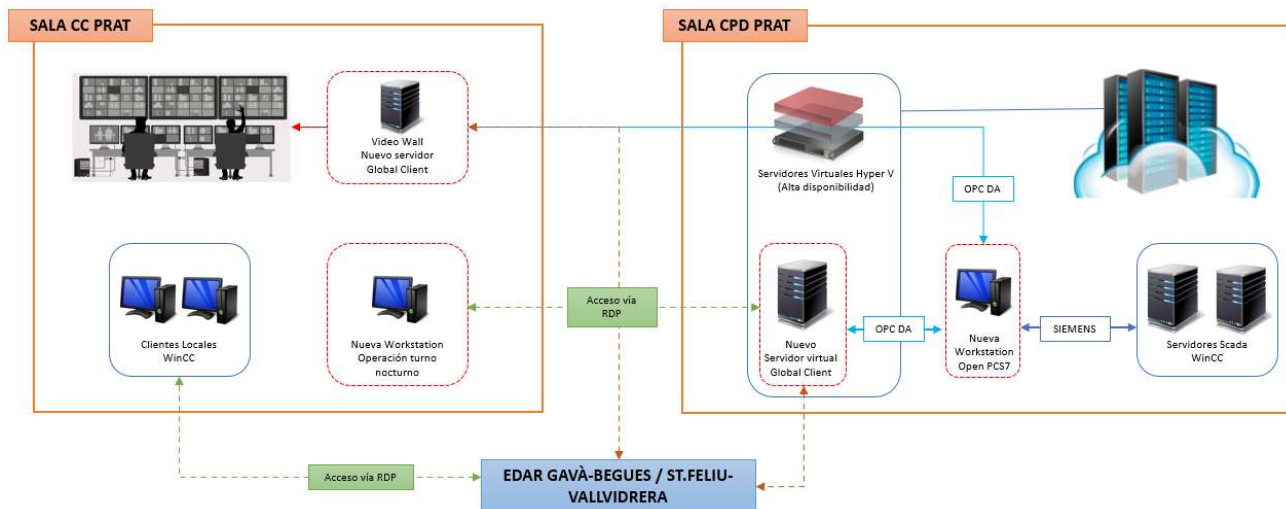 SALA CC PRAT
SALA CPD PRAT
Video Wall
Nuevo servidor
Global Client
Servidores Virtuales Hyper V
(Alta disponibilidad)
OPC DA
Clientes Locales
WinCC
Nueva Workstation
Operación turno
nocturno
Acceso vía
RDP
Nuevo
Servidor virtual
Global Client
OPC DA
Nueva
Workstation
Open PCS7
SIEMENS
Servidores Scada
WinCC
Acceso vía RDP
EDAR GAVÀ-BEGUES / ST.FELIU-
VALLVIDRERA